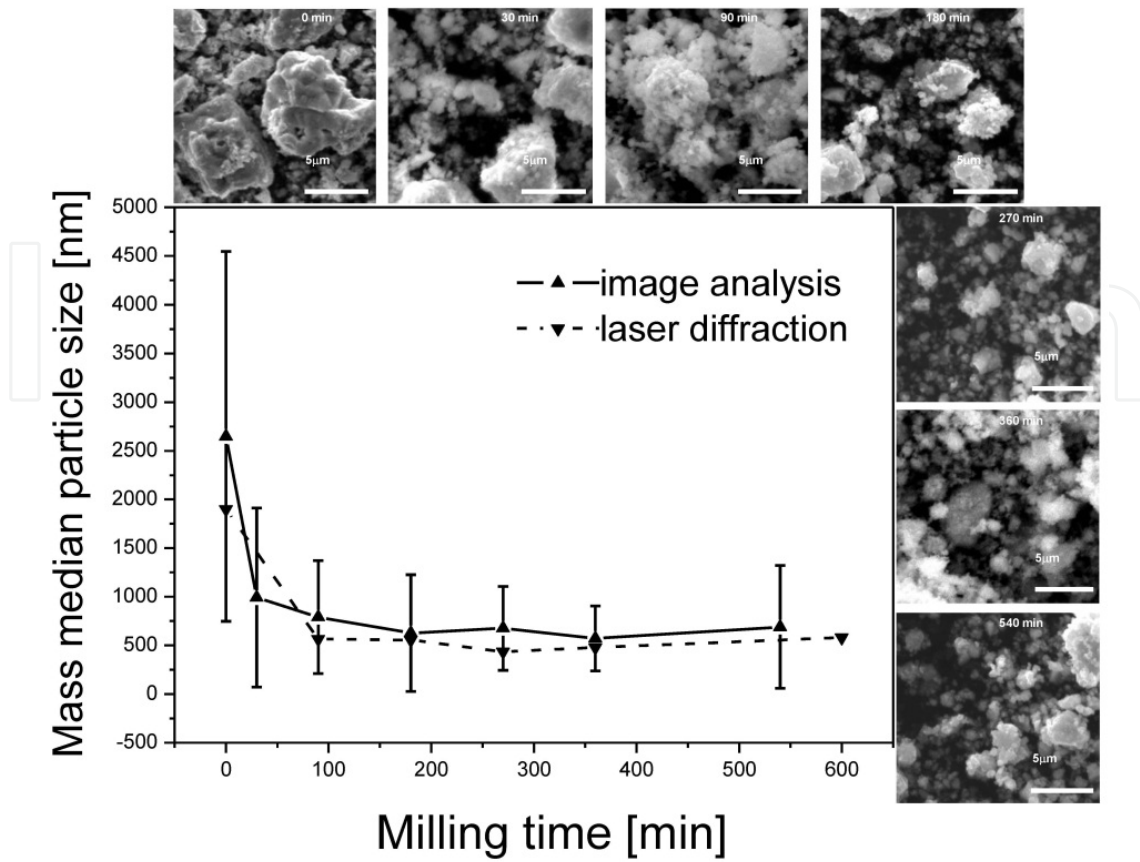 0 min
30 min
90 min
180 min
5µm
5µm
5µm
5µm
5000
4500
4000
3500
3000
2500
2000
1500
1000
500
0
-500
Mass median particle size [nm]
image analysis
laser diffraction
270 min
5µm
360 min
5µm
540 min
5µm
0
100
200
300
400
500
600
Milling time [min]